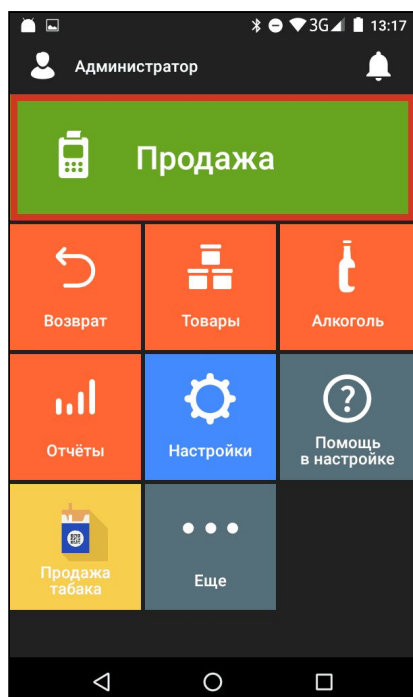 3G 13:17
Администратор
Продажа
Возврат
Товары
Алкоголь
Отчёты
Настройки
Помощь
в настройке
Продажа
табака
Еще